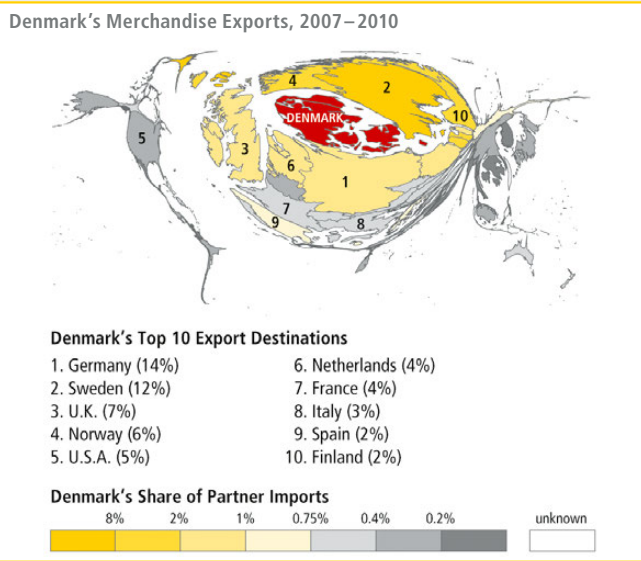 Denmark's Merchandise Exports, 2007–2010
4
2
10
DENMARK
5
3
6
1
7
9
8
Denmark's Top 10 Export Destinations
1. Germany (14%)
2. Sweden (12%)
3. U.K. (7%)
4. Norway (6%)
5. U.S.A. (5%)
6. Netherlands (4%)
7. France (4%)
8. Italy (3%)
9. Spain (2%)
10. Finland (2%)
Denmark's Share of Partner Imports
8% 2% 1% 0.75% 0.4% 0.2% unknown